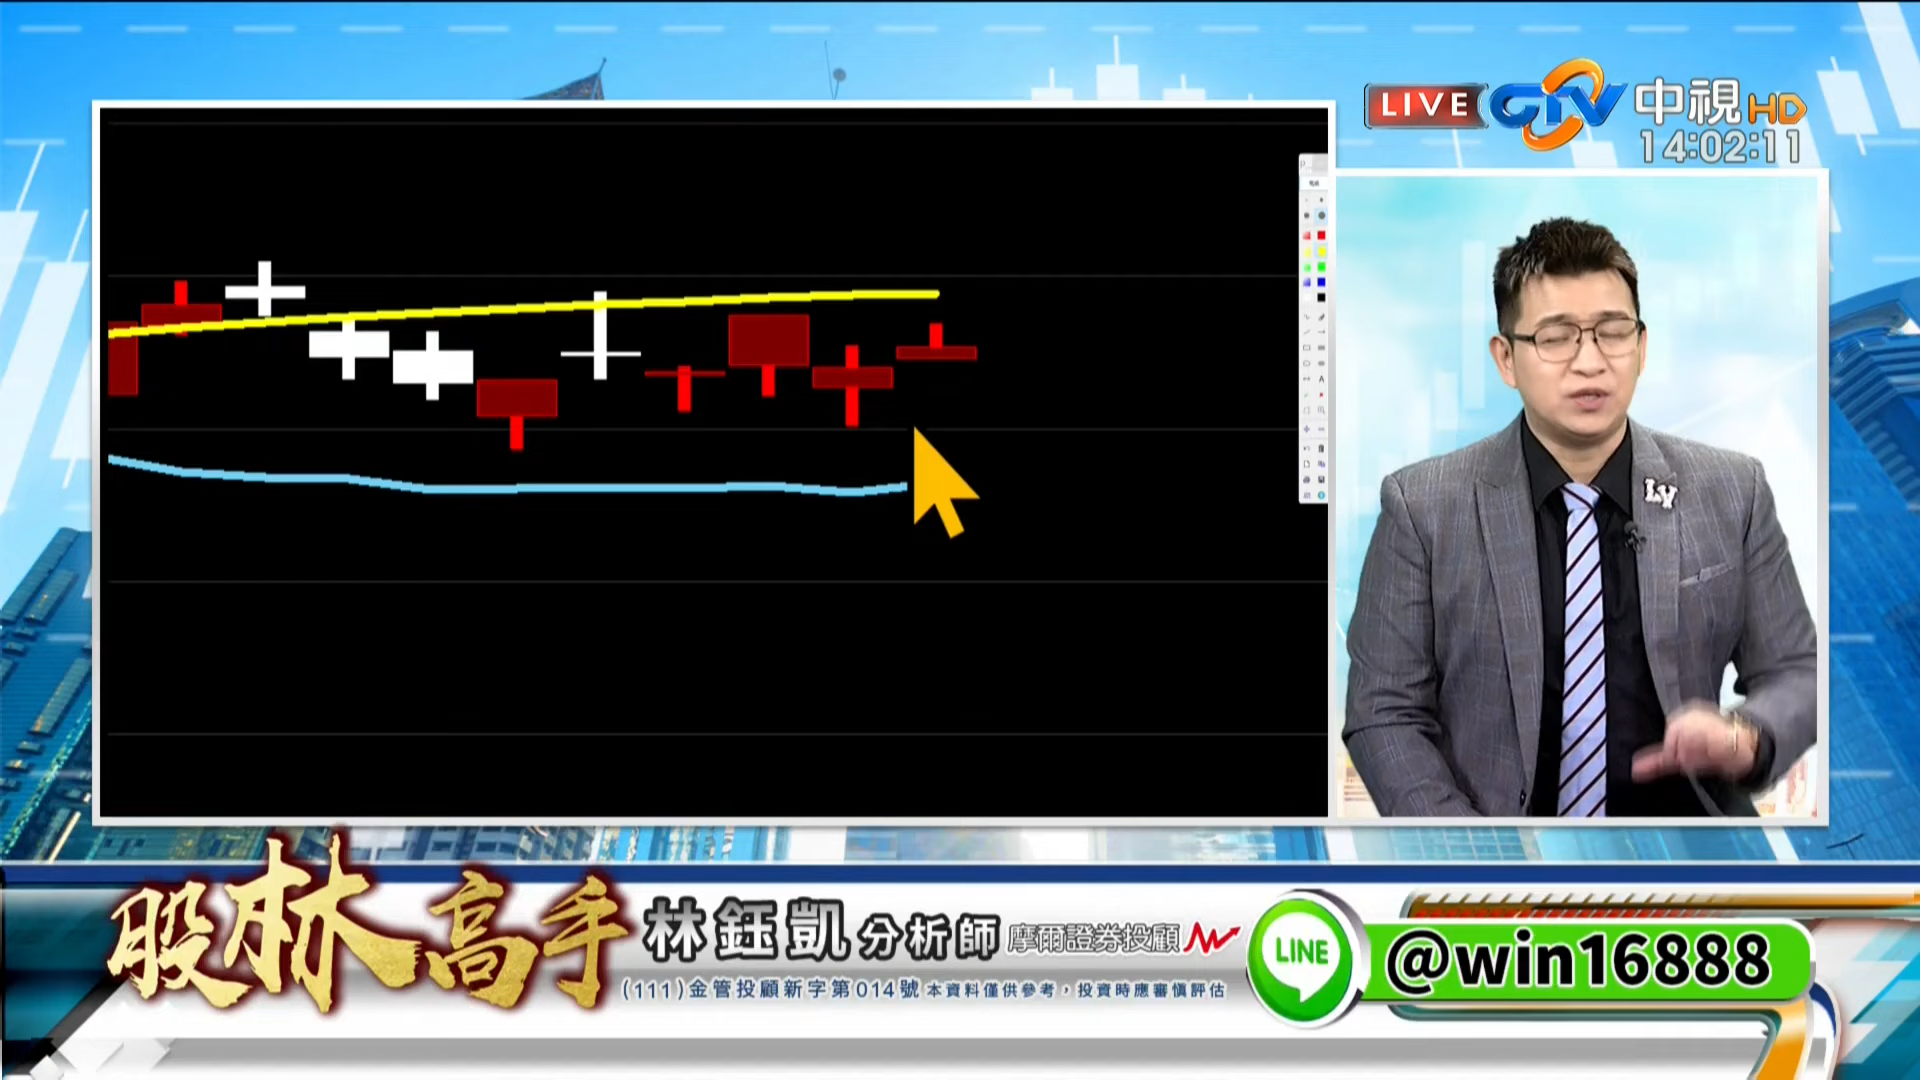 LIVE CTV 中視HD
14:02:11
LV
股林高手
林鈺凱 分析師 摩爾證券投顧
(111)金管投顧新字第014號 本資料僅供參考，投資時應審慎評估
LINE
@win16888